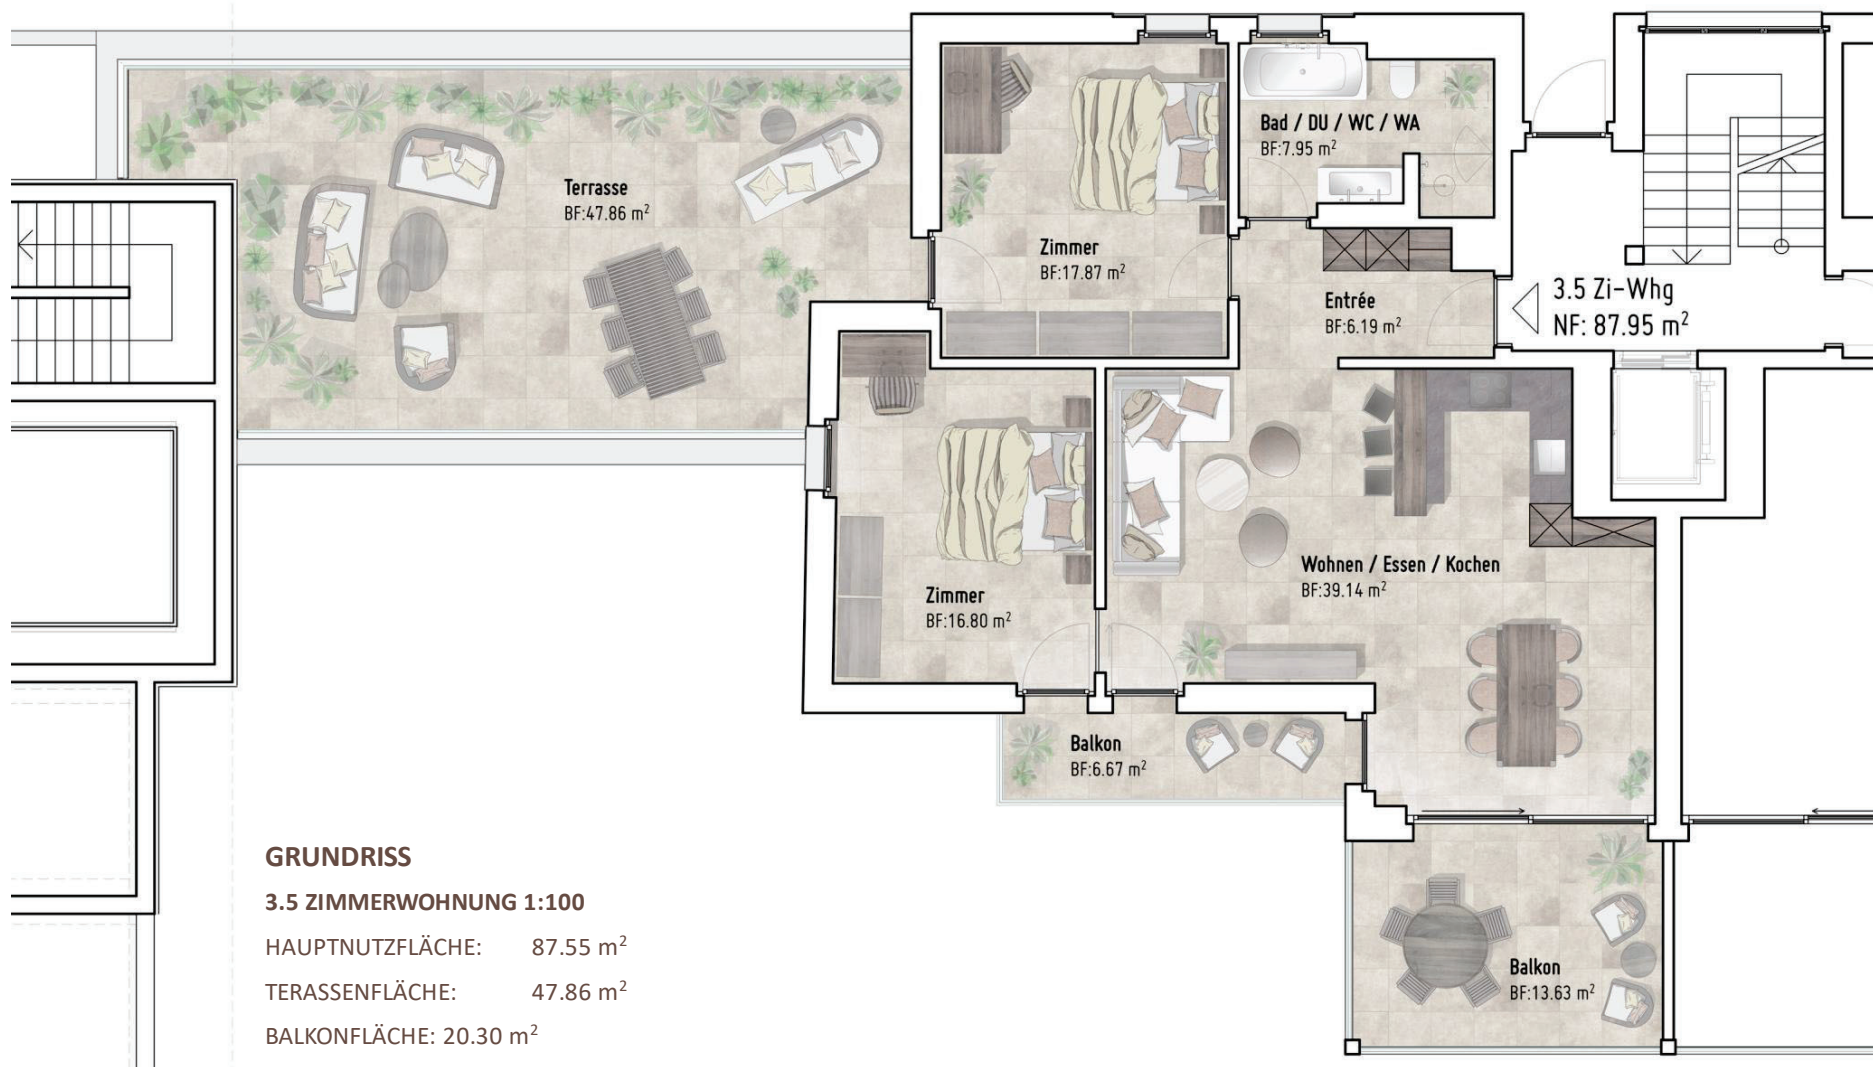 Bad / DU / WC / WA
BF:7.95 m²
Terrasse
BF:47.86 m²
Zimmer
BF:17.87 m²
Entrée
BF:6.19 m²
3.5 Zi-Whg
NF: 87.95 m²
Wohnen / Essen / Kochen
BF:39.14 m²
Zimmer
BF:16.80 m²
Balkon
BF:6.67 m²
Balkon
BF:13.63 m²
GRUNDRISS
3.5 ZIMMERWOHNUNG 1:100
HAUPTNUTZFLÄCHE: 87.55 m²
TERASSENFLÄCHE: 47.86 m²
BALKONFLÄCHE: 20.30 m²